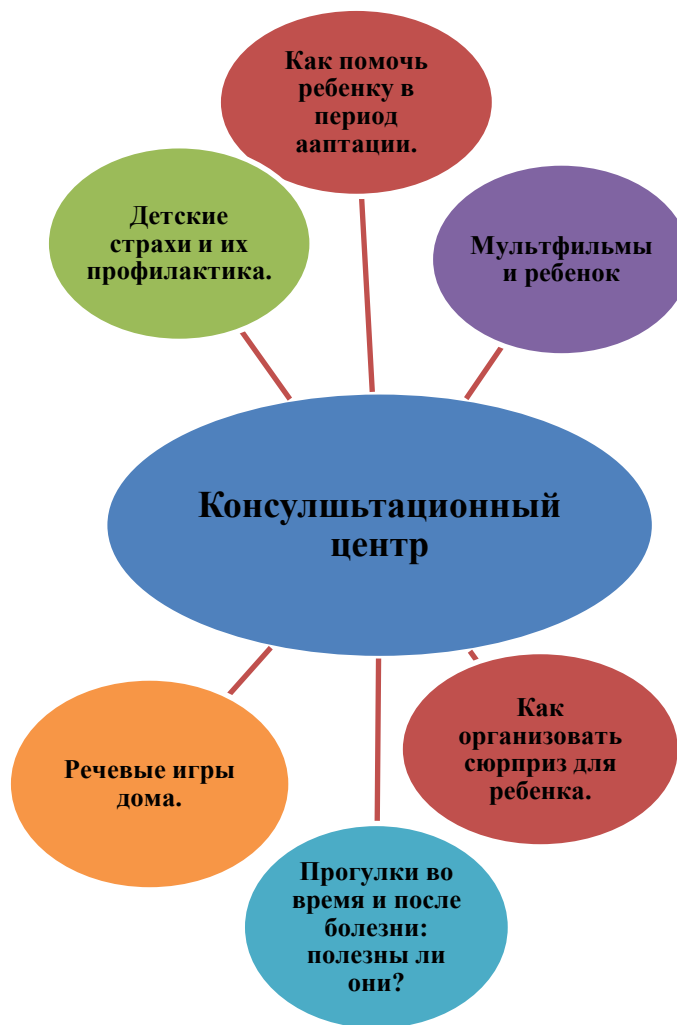 Как помочь
ребенку в
период
ааптации.
Детские
страхи и их
профилактика.
Мультфильмы
и ребенок
Консулшьтационный
центр
Речевые игры
дома.
Как
организовать
сюрприз для
ребенка.
Прогулки во
время и после
болезни:
полезны ли
они?